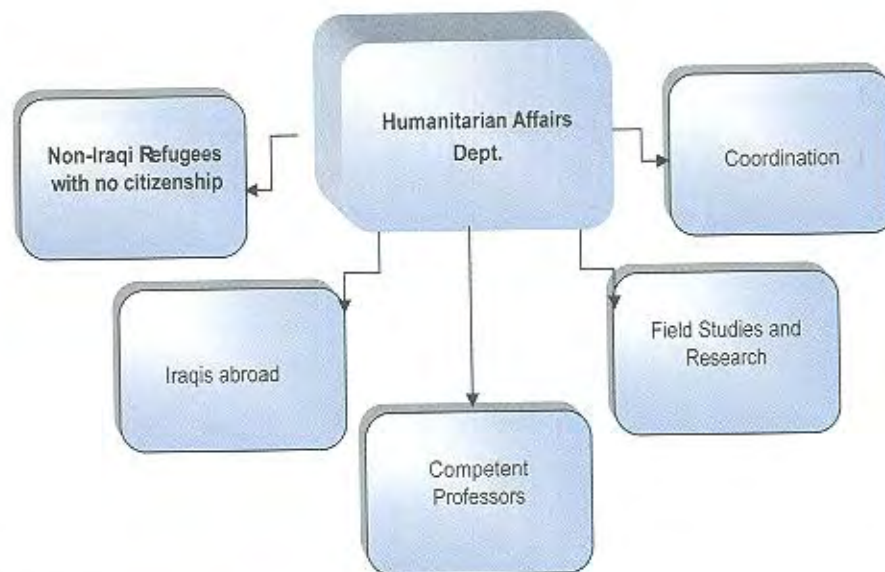 Humanitarian Affairs
Dept.
Non-Iraqi Refugees
with no citizenship
Coordination
Iraqis abroad
Field Studies and
Research
Competent
Professors